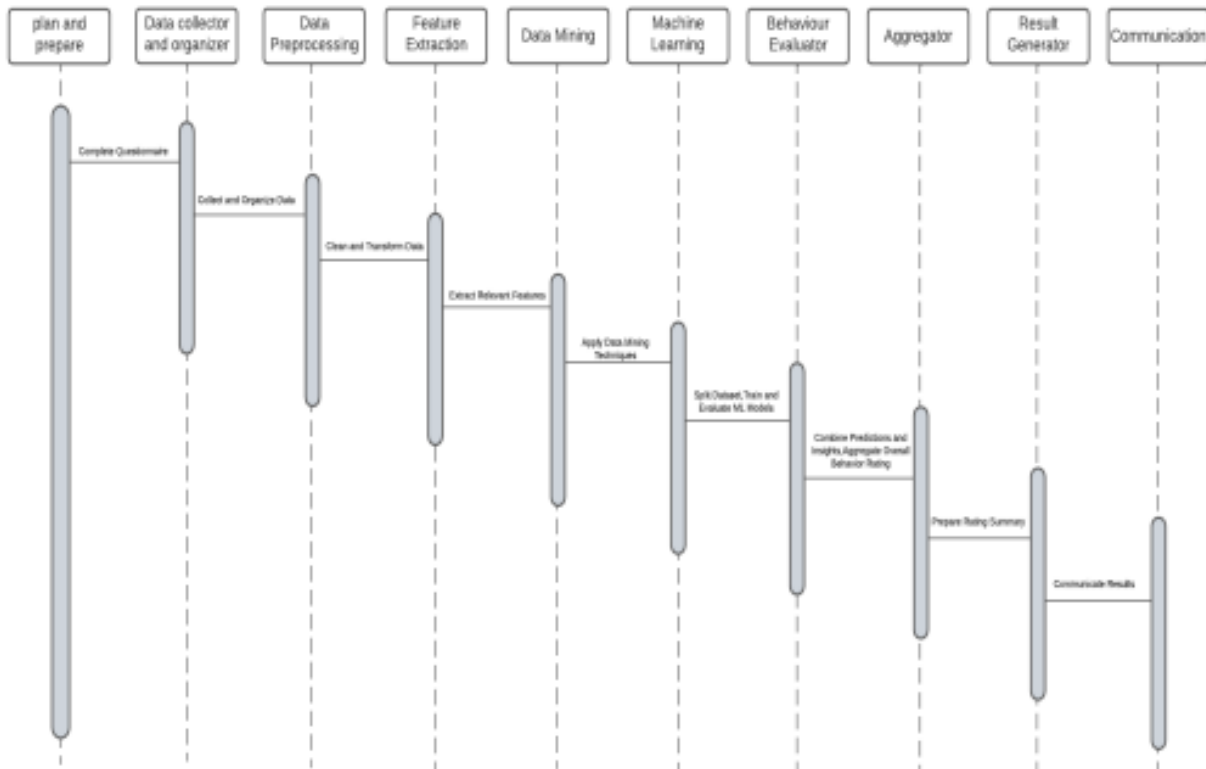 plan and
prepare
Data collector
and organizer
Data
Preprocessing
Feature
Extraction
Data Mining
Machine
Learning
Behaviour
Evaluator
Aggregator
Result
Generator
Communication
Complete Questionnaire
Collect and Organize Data
Clean and Transform Data
Extract Relevant Features
Apply Data Mining
Techniques
Split Dataset, Train and
Evaluate ML Models
Combine Predictions and
Insights, Aggregate Overall
Behavior Rating
Prepare Rating Summary
Communicate Results